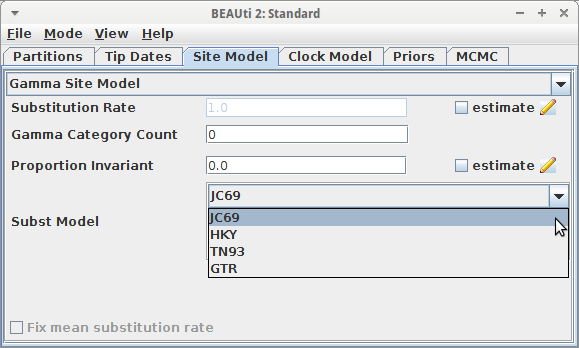 BEAUti 2: Standard
File Mode View Help
Partitions Tip Dates Site Model Clock Model Priors MCMC
Gamma Site Model
Substitution Rate 1.0 estimate
Gamma Category Count 0
Proportion Invariant 0.0 estimate
JC69
Subst Model
JC69
HKY
TN93
GTR
Fix mean substitution rate